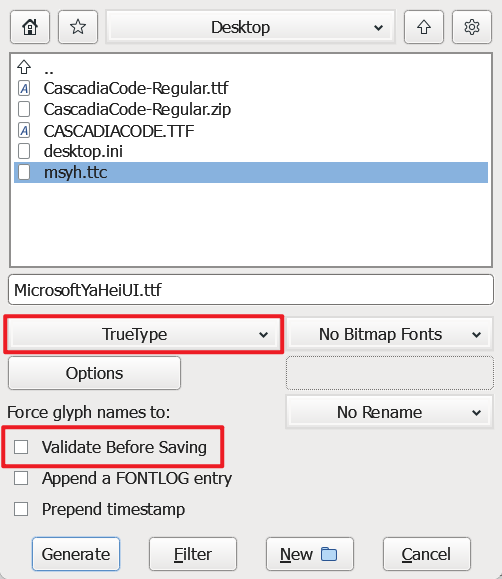 Desktop
..
CascadiaCode-Regular.ttf
CascadiaCode-Regular.zip
CASCADIACODE.TTF
desktop.ini
msyh.ttc
MicrosoftYaHeiUI.ttf
TrueType No Bitmap Fonts
Options
Force glyph names to: No Rename
Validate Before Saving
Append a FONTLOG entry
Prepend timestamp
Generate Filter New Cancel